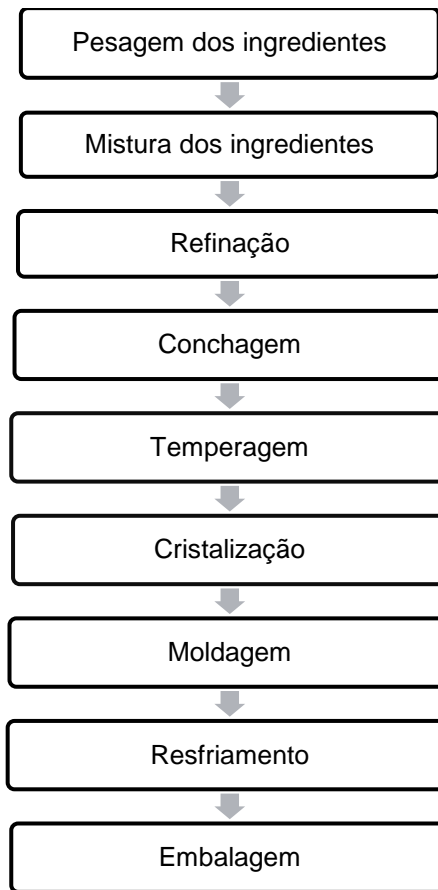 Pesagem dos ingredientes
Mistura dos ingredientes
Refinação
Conchagem
Temperagem
Cristalização
Moldagem
Resfriamento
Embalagem